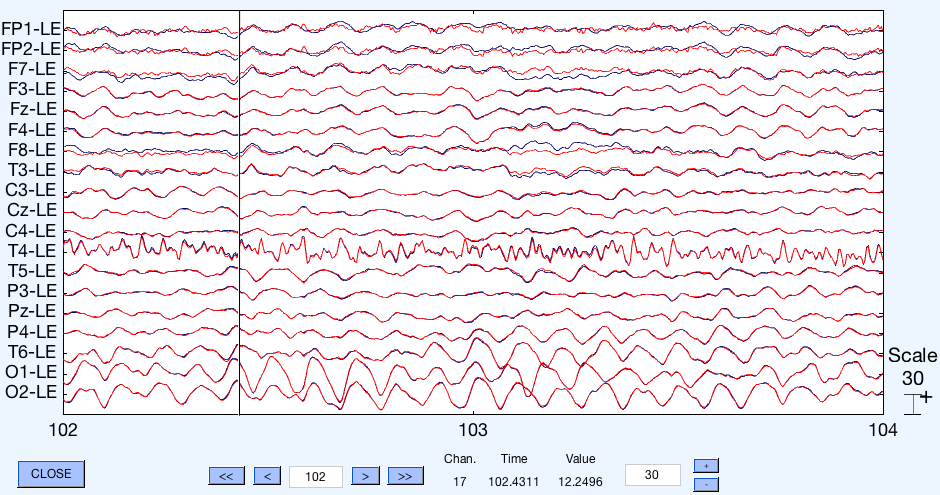 FP1-LE
FP2-LE
F7-LE
F3-LE
Fz-LE
F4-LE
F8-LE
T3-LE
C3-LE
Cz-LE
C4-LE
T4-LE
T5-LE
P3-LE
Pz-LE
P4-LE
T6-LE
O1-LE
O2-LE
Scale
30
+
102 103 104
Chan. Time Value
CLOSE << < 102 > >> 17 102.4311 12.2496 30 +
-